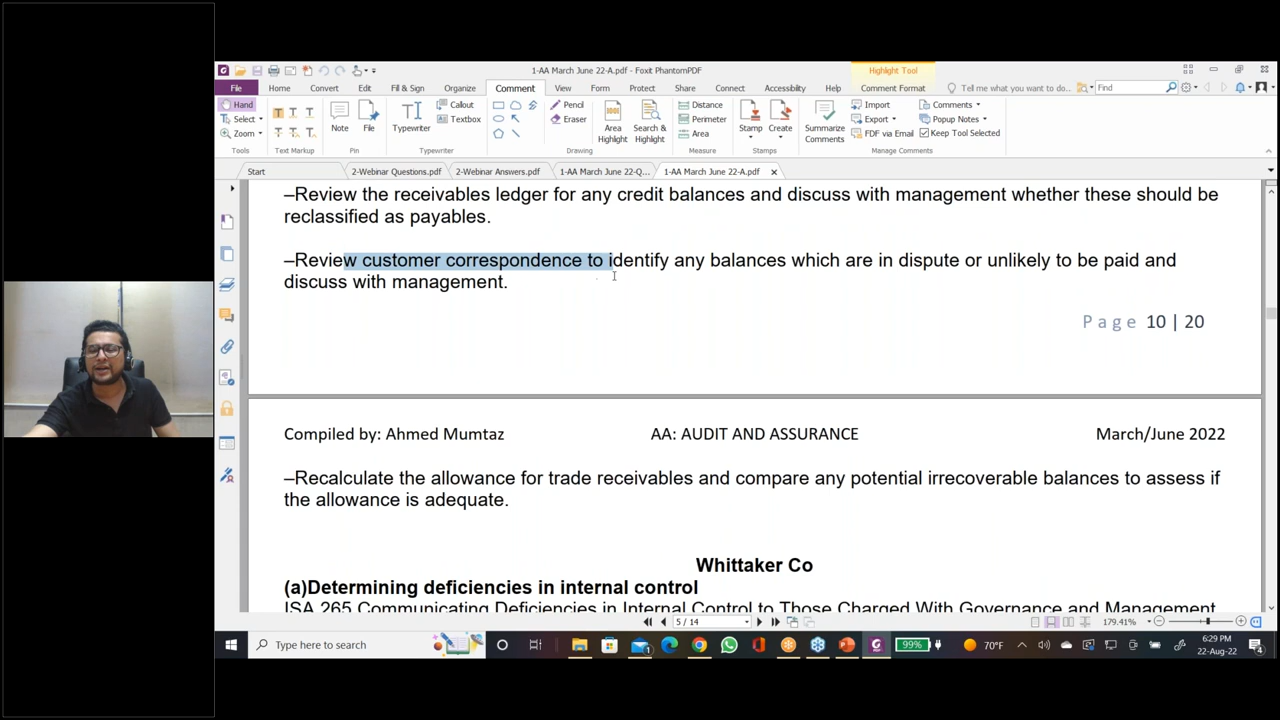 1-AA March June 22-A.pdf - Foxit PhantomPDF
Highlight Tool
File Home Convert Edit Fill & Sign Organize Comment View Form Protect Share Connect Accessibility Help Comment Format Tell me what you want to do.. Find
Hand
Select
Zoom
Tools
Text Markup
Note
File
Pin
Typewriter
Callout
Textbox
Typewriter
Pencil
Eraser
Drawing
Area Highlight
Search & Highlight
Distance
Perimeter
Area
Measure
Stamp
Create
Stamps
Summarize Comments
Import
Export
FDF via Email
Comments
Popup Notes
Keep Tool Selected
Manage Comments
Start 2-Webinar Questions.pdf 2-Webinar Answers.pdf 1-AA March June 22-Q... 1-AA March June 22-A.pdf
–Review the receivables ledger for any credit balances and discuss with management whether these should be
reclassified as payables.
–Review customer correspondence to identify any balances which are in dispute or unlikely to be paid and
discuss with management.
Page 10 | 20
Compiled by: Ahmed Mumtaz AA: AUDIT AND ASSURANCE March/June 2022
–Recalculate the allowance for trade receivables and compare any potential irrecoverable balances to assess if
the allowance is adequate.
Whittaker Co
(a)Determining deficiencies in internal control
ISA 265 Communicating Deficiencies in Internal Control to Those Charged With Governance and Management
5 / 14 179.41%
Type here to search 99% 70°F 6:29 PM
22-Aug-22